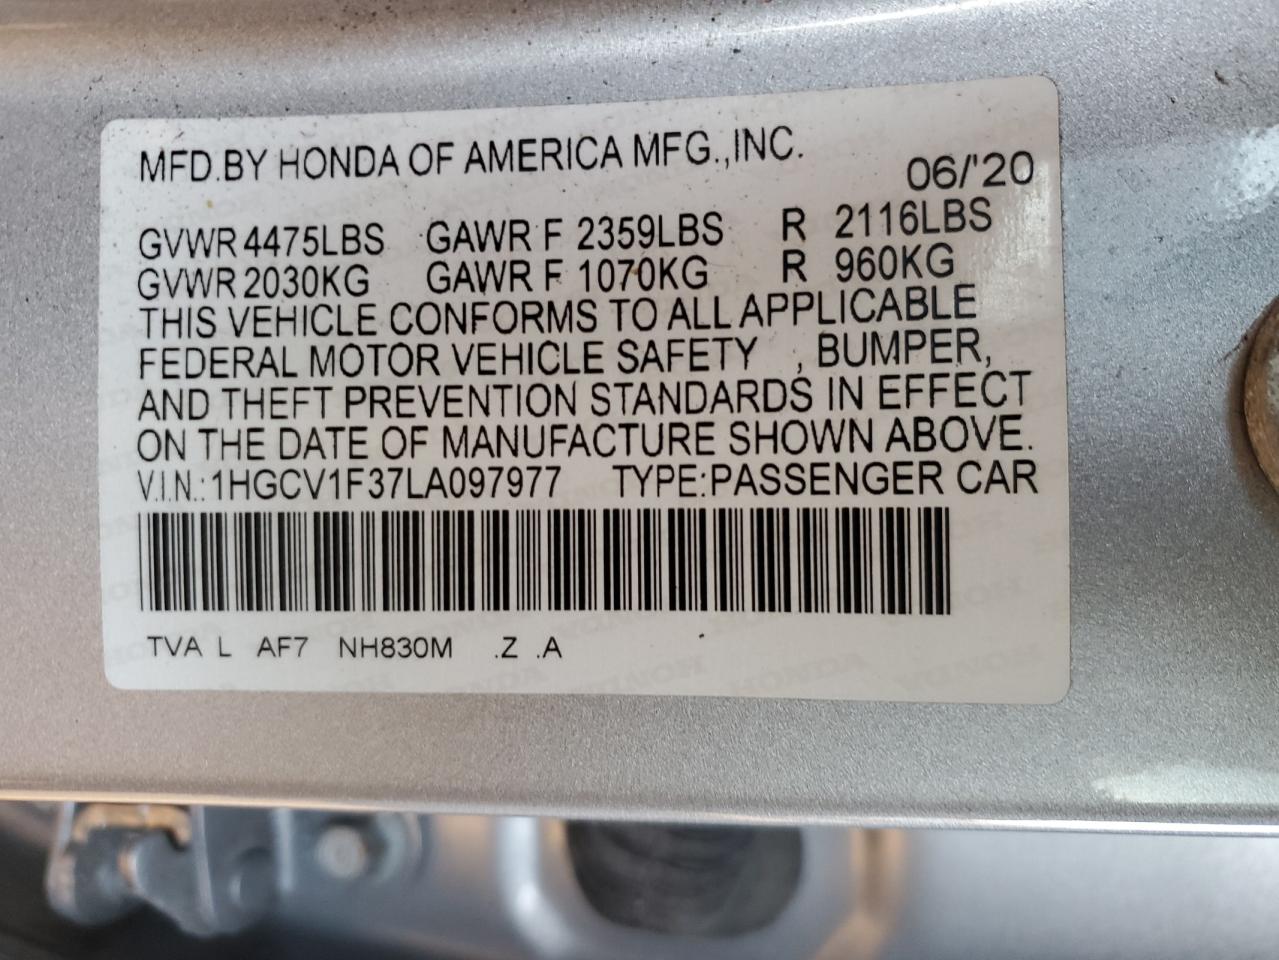 MFD.BY HONDA OF AMERICA MFG.,INC.
06/'20
GVWR 4475LBS GAWR F 2359LBS R 2116LBS
GVWR 2030KG GAWR F 1070KG R 960KG
THIS VEHICLE CONFORMS TO ALL APPLICABLE
FEDERAL MOTOR VEHICLE SAFETY , BUMPER,
AND THEFT PREVENTION STANDARDS IN EFFECT
ON THE DATE OF MANUFACTURE SHOWN ABOVE.
V.I.N.:1HGCV1F37LA097977 TYPE:PASSENGER CAR
TVA L AF7 NH830M .Z .A